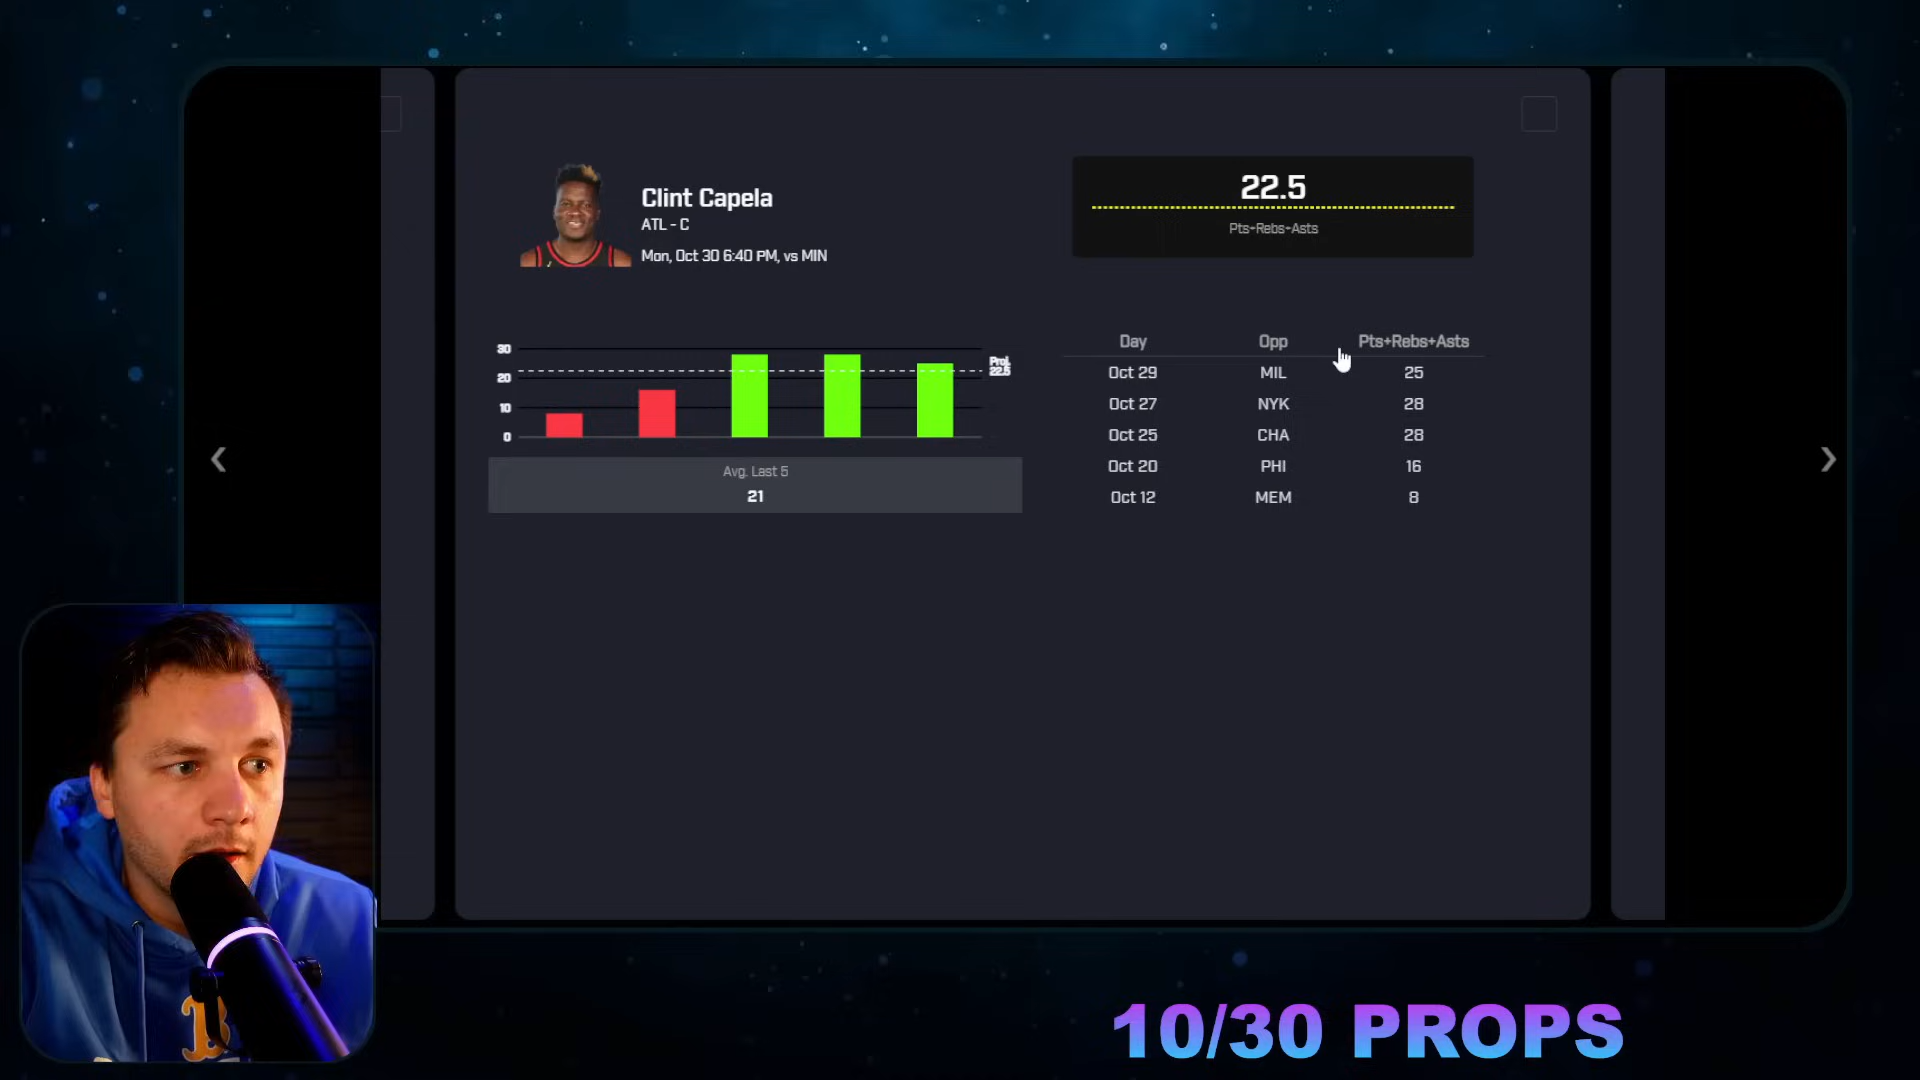 Clint Capela
ATL - C
Mon, Oct 30 6:40 PM, vs MIN
22.5
Pts+Rebs+Asts
30
20
10
0
Proj.
22.5
Avg. Last 5
21
Day Opp Pts+Rebs+Asts
Oct 29 MIL 25
Oct 27 NYK 28
Oct 25 CHA 28
Oct 20 PHI 16
Oct 12 MEM 8
10/30 PROPS